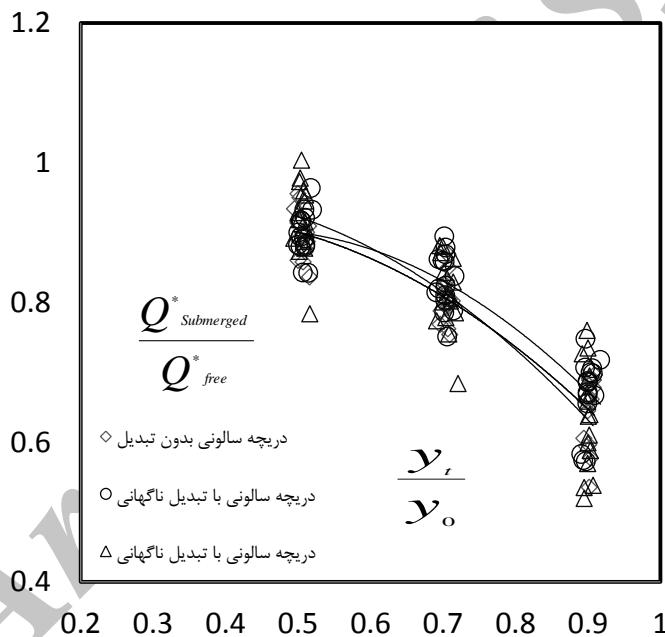 1.2
1
0.8
0.6
0.4
Q* Submerged
Q* free
دریچه سالونی بدون تبدیل
دریچه سالونی با تبدیل ناگهانی
دریچه سالونی با تبدیل ناگهانی
y t
y o
0.2 0.3 0.4 0.5 0.6 0.7 0.8 0.9 1